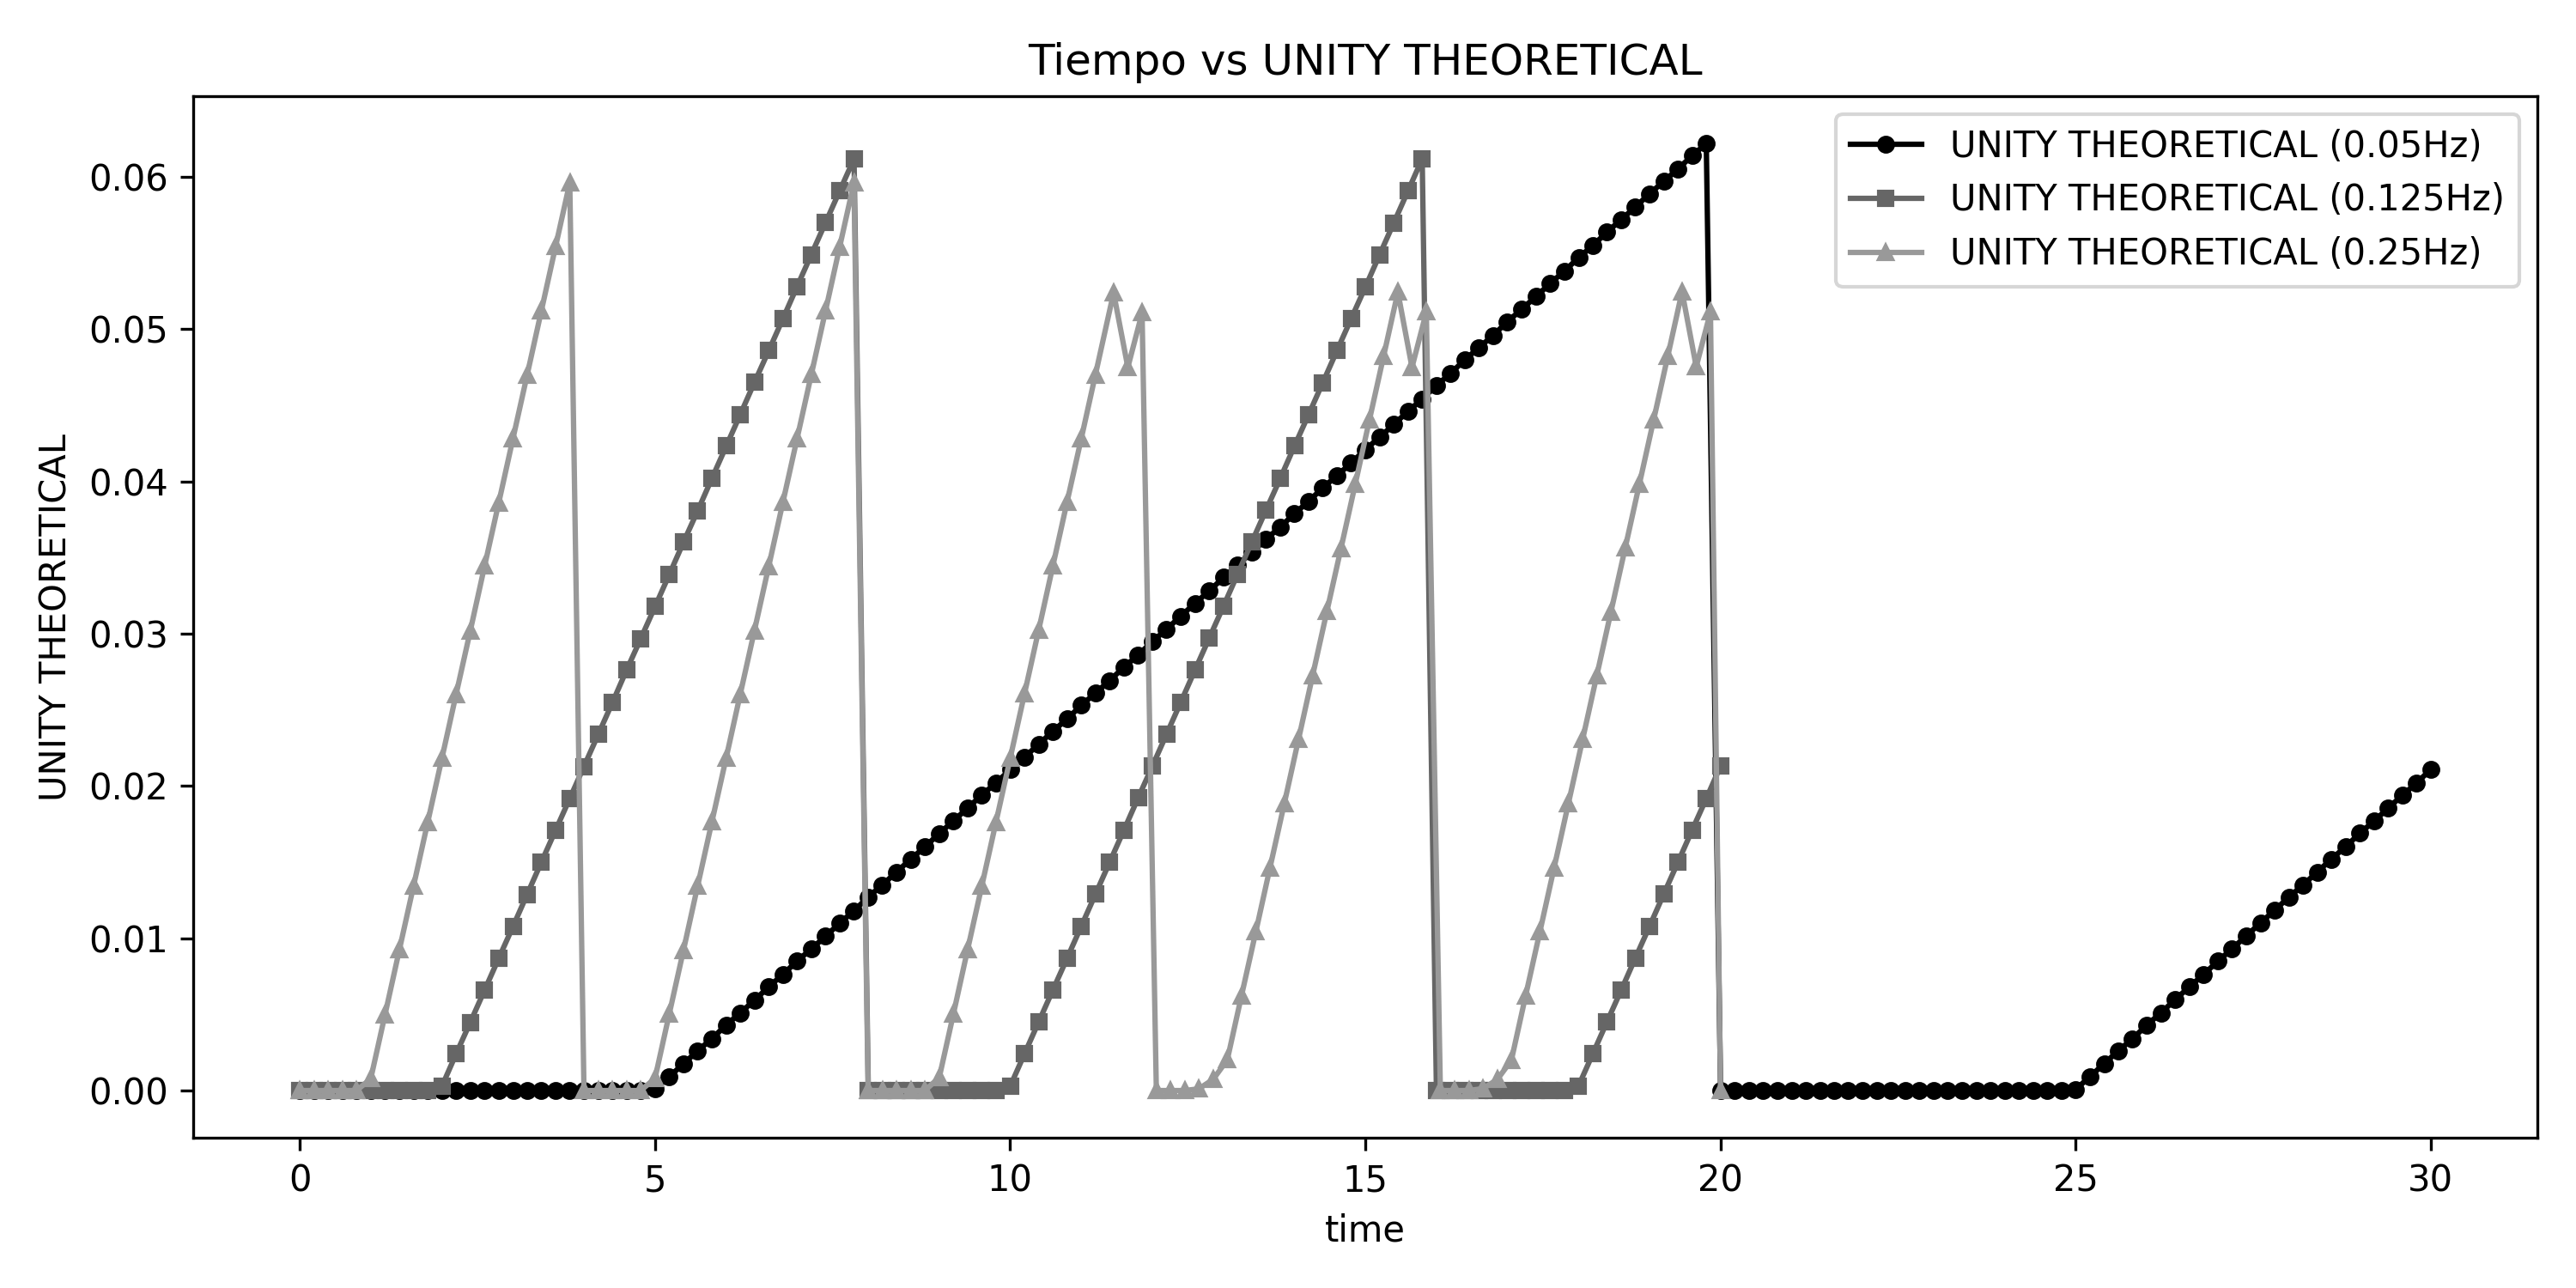 Tiempo vs UNITY THEORETICAL
UNITY THEORETICAL (0.05Hz)
UNITY THEORETICAL (0.125Hz)
UNITY THEORETICAL (0.25Hz)
UNITY THEORETICAL
0.06
0.05
0.04
0.03
0.02
0.01
0.00
0 5 10 15 20 25 30
time